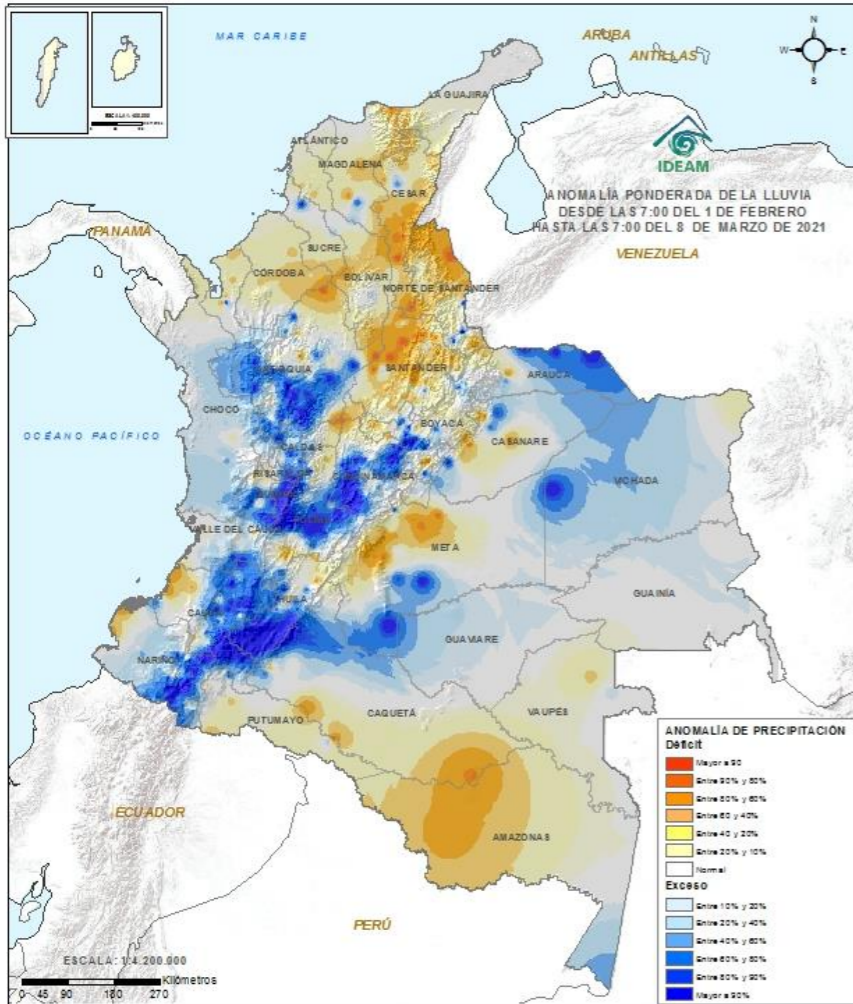 MAR CARIBE
ARUBA
ANTILLAS
N
W
E
S
LA GUAJIRA
ATLÁNTICO
MAGDALENA
CESAR
IDEAM
ANOMALÍA PONDERADA DE LA LLUVIA
DESDE LAS 7:00 DEL 1 DE FEBRERO
HASTA LAS 7:00 DEL 8 DE MARZO DE 2021
PANAMÁ
VENEZUELA
SUCRE
CÓRDOBA
BOLÍVAR
NORTE DE SANTANDER
SANTANDER
ARAUCA
CHOCÓ
BOYACÁ
OCÉANO PACÍFICO
CASANARE
CALDAS
VICHADA
VALLE DEL CAUCA
META
GUAINÍA
HUILA
GUAVIARE
NARIÑO
CAQUETÁ
VAUPÉS
PUTUMAYO
ECUADOR
AMAZONAS
PERÚ
ANOMALÍA DE PRECIPITACIÓN
Déficit
Mayor a 90
Entre 90% y 80%
Entre 80% y 60%
Entre 60 y 40%
Entre 40 y 20%
Entre 20% y 10%
Normal
Exceso
Entre 10% y 20%
Entre 20% y 40%
Entre 40% y 60%
Entre 60% y 80%
Entre 80% y 90%
Mayor a 90%
ESCALA: 1:4.200.000
Kilómetros
0 45 90 180 270